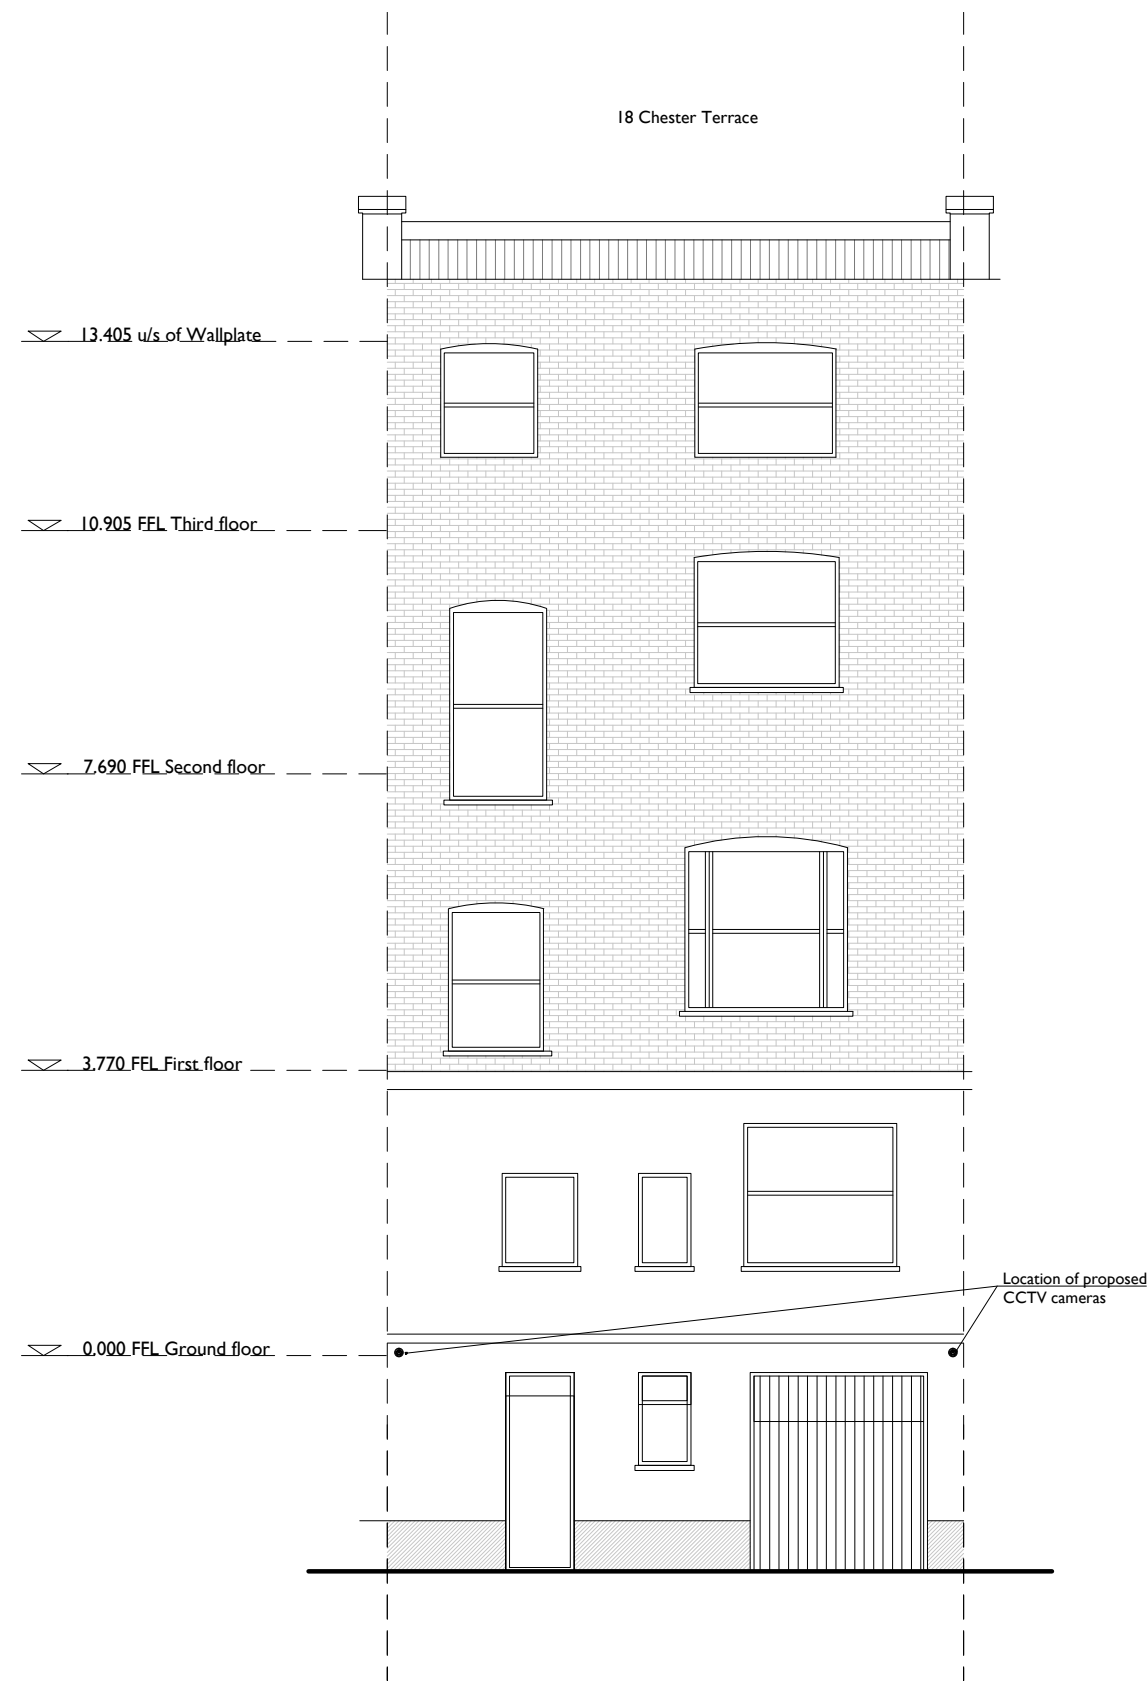 18 Chester Terrace
13.405 u/s of Wallplate
10.905 FFL Third floor
7.690 FFL Second floor
3.770 FFL First floor
Location of proposed
CCTV cameras
0.000 FFL Ground floor